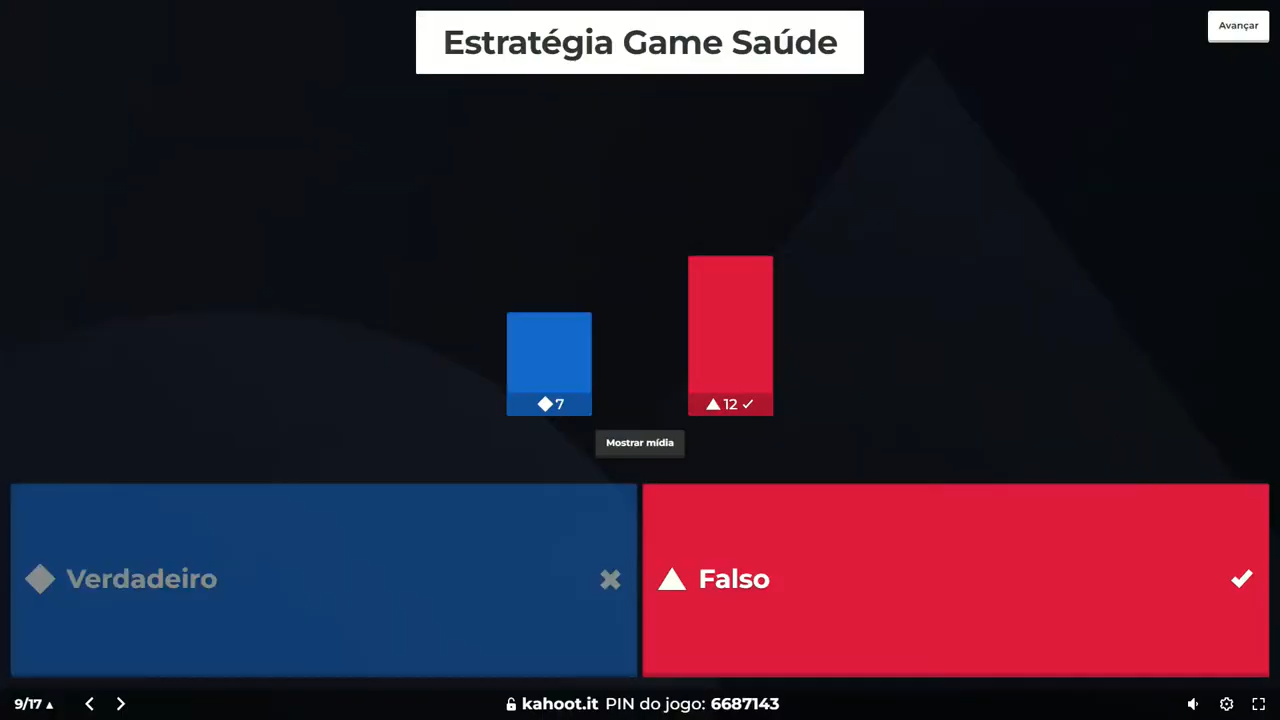 Estratégia Game Saúde
Avançar
7
12
Mostrar mídia
Verdadeiro
Falso
9/17
kahoot.it PIN do jogo: 6687143